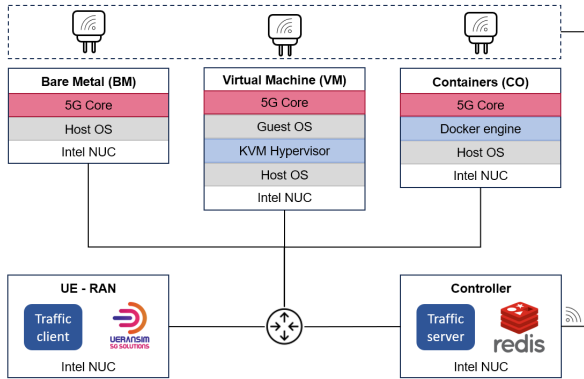 Bare Metal (BM)
5G Core
Host OS
Intel NUC
Virtual Machine (VM)
5G Core
Guest OS
KVM Hypervisor
Host OS
Intel NUC
Containers (CO)
5G Core
Docker engine
Host OS
Intel NUC
UE - RAN
Traffic
client
UERANSIM
5G SOLUTIONS
Intel NUC
Controller
Traffic
server
redis
Intel NUC